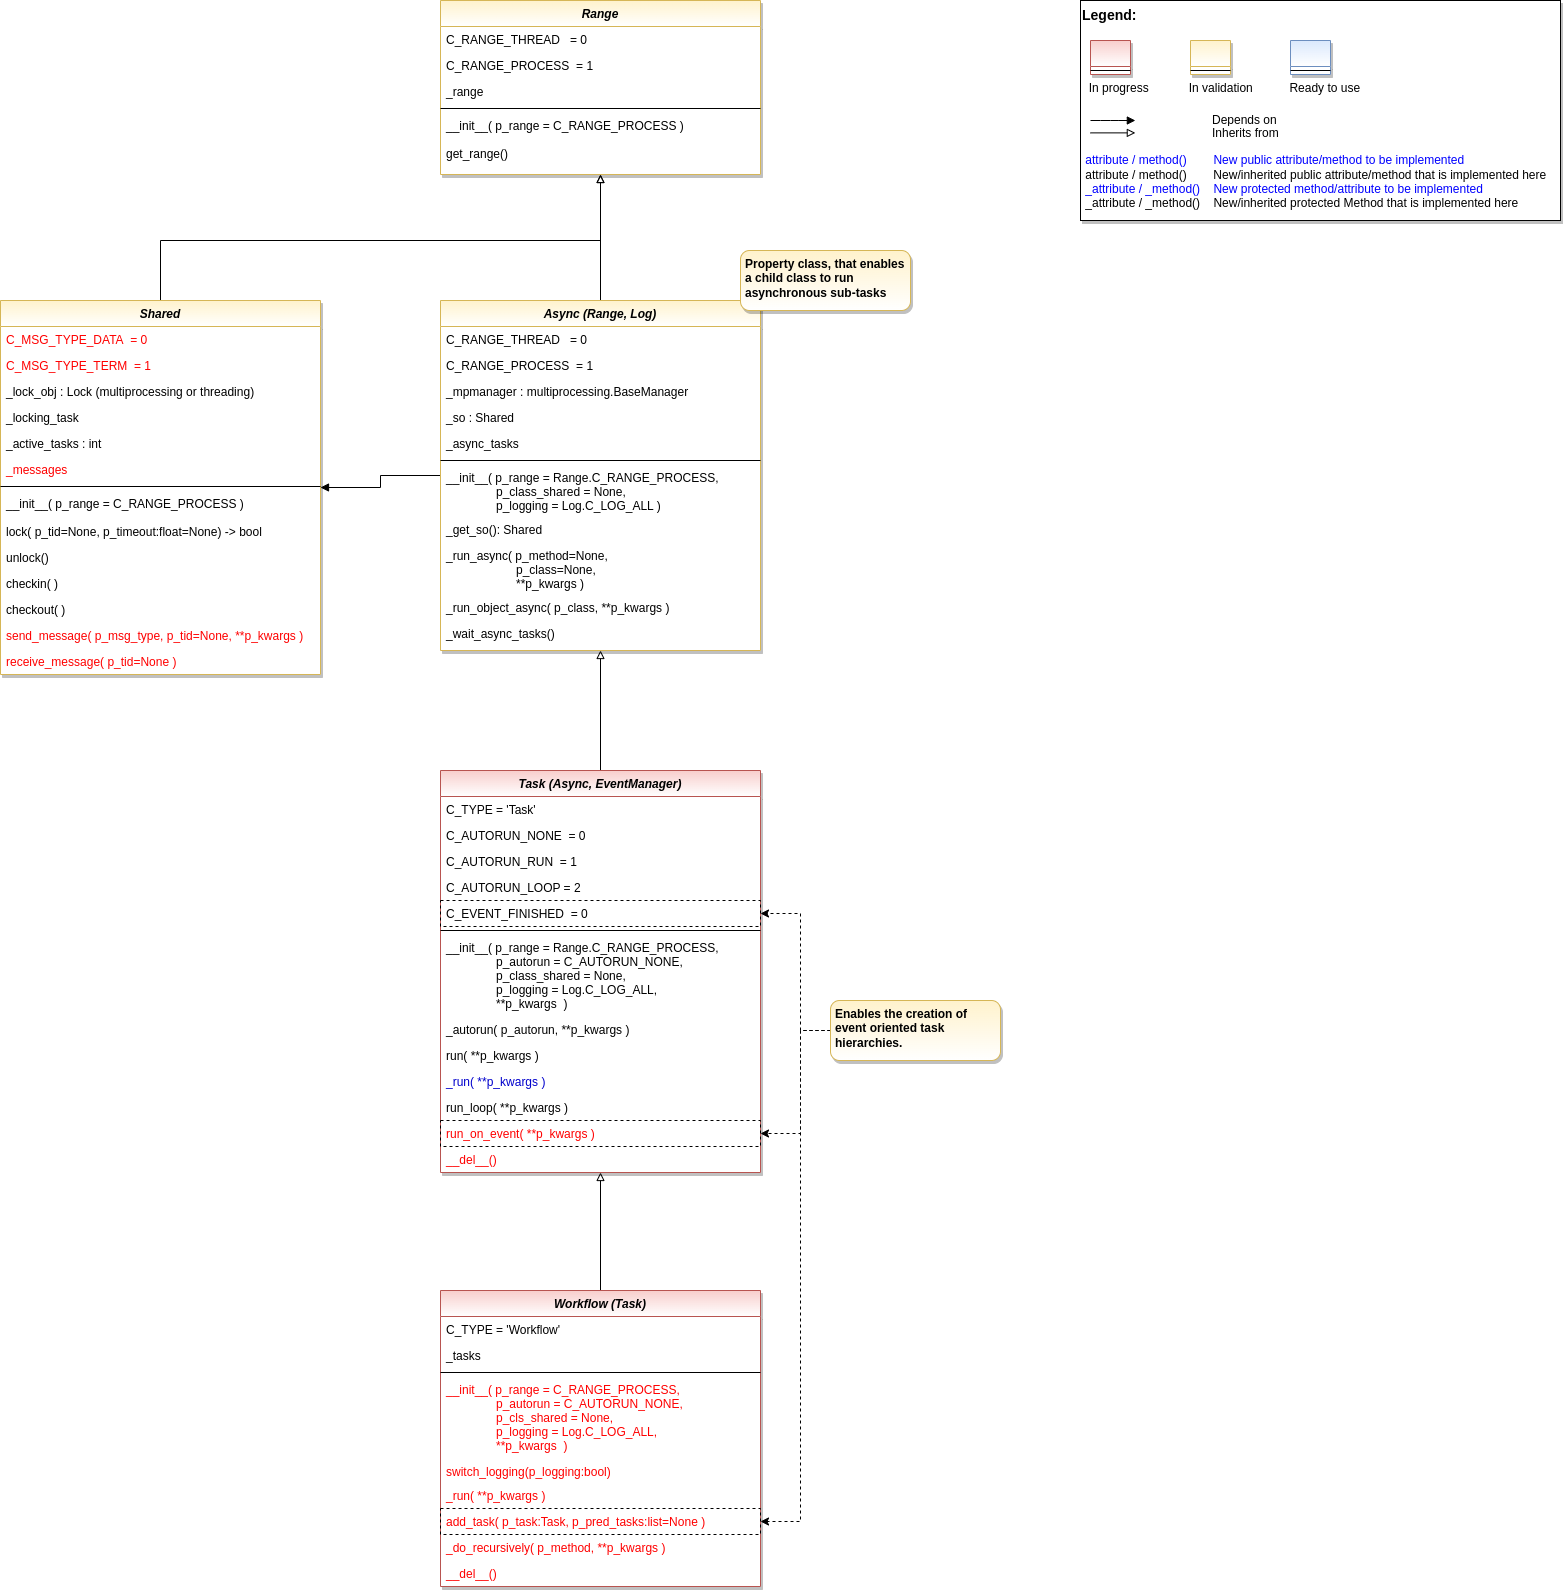 Range
C_RANGE_THREAD   = 0
C_RANGE_PROCESS  = 1
_range
__init__( p_range = C_RANGE_PROCESS )
get_range()
Legend:
In progress
In validation
Ready to use
Depends on
Inherits from
attribute / method()        New public attribute/method to be implemented
attribute / method()        New/inherited public attribute/method that is implemented here
_attribute / _method()    New protected method/attribute to be implemented
_attribute / _method()    New/inherited protected Method that is implemented here
Property class, that enables
a child class to run
asynchronous sub-tasks
Shared
C_MSG_TYPE_DATA  = 0
C_MSG_TYPE_TERM  = 1
_lock_obj : Lock (multiprocessing or threading)
_locking_task
_active_tasks : int
_messages
__init__( p_range = C_RANGE_PROCESS )
lock( p_tid=None, p_timeout:float=None) -> bool
unlock()
checkin( )
checkout( )
send_message( p_msg_type, p_tid=None, **p_kwargs )
receive_message( p_tid=None )
Async (Range, Log)
C_RANGE_THREAD   = 0
C_RANGE_PROCESS  = 1
_mpmanager : multiprocessing.BaseManager
_so : Shared
_async_tasks
__init__( p_range = Range.C_RANGE_PROCESS,
p_class_shared = None,
p_logging = Log.C_LOG_ALL )
_get_so(): Shared
_run_async( p_method=None,
p_class=None,
**p_kwargs )
_run_object_async( p_class, **p_kwargs )
_wait_async_tasks()
Task (Async, EventManager)
C_TYPE = 'Task'
C_AUTORUN_NONE  = 0
C_AUTORUN_RUN  = 1
C_AUTORUN_LOOP = 2
C_EVENT_FINISHED  = 0
__init__( p_range = Range.C_RANGE_PROCESS,
p_autorun = C_AUTORUN_NONE,
p_class_shared = None,
p_logging = Log.C_LOG_ALL,
**p_kwargs  )
_autorun( p_autorun, **p_kwargs )
run( **p_kwargs )
_run( **p_kwargs )
run_loop( **p_kwargs )
run_on_event( **p_kwargs )
__del__()
Enables the creation of
event oriented task
hierarchies.
Workflow (Task)
C_TYPE = 'Workflow'
_tasks
__init__( p_range = C_RANGE_PROCESS,
p_autorun = C_AUTORUN_NONE,
p_cls_shared = None,
p_logging = Log.C_LOG_ALL,
**p_kwargs  )
switch_logging(p_logging:bool)
_run( **p_kwargs )
add_task( p_task:Task, p_pred_tasks:list=None )
_do_recursively( p_method, **p_kwargs )
__del__()